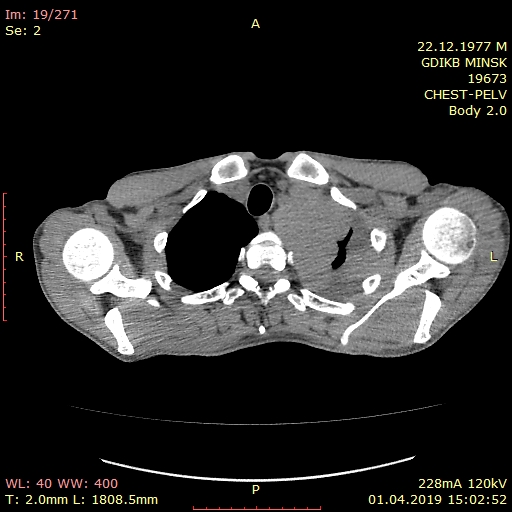 Im: 19/271
Se: 2
A
22.12.1977 M
GDIKB MINSK
19673
CHEST-PELV
Body 2.0
R
L
WL: 40 WW: 400
T: 2.0mm L: 1808.5mm
P
228mA 120kV
01.04.2019 15:02:52